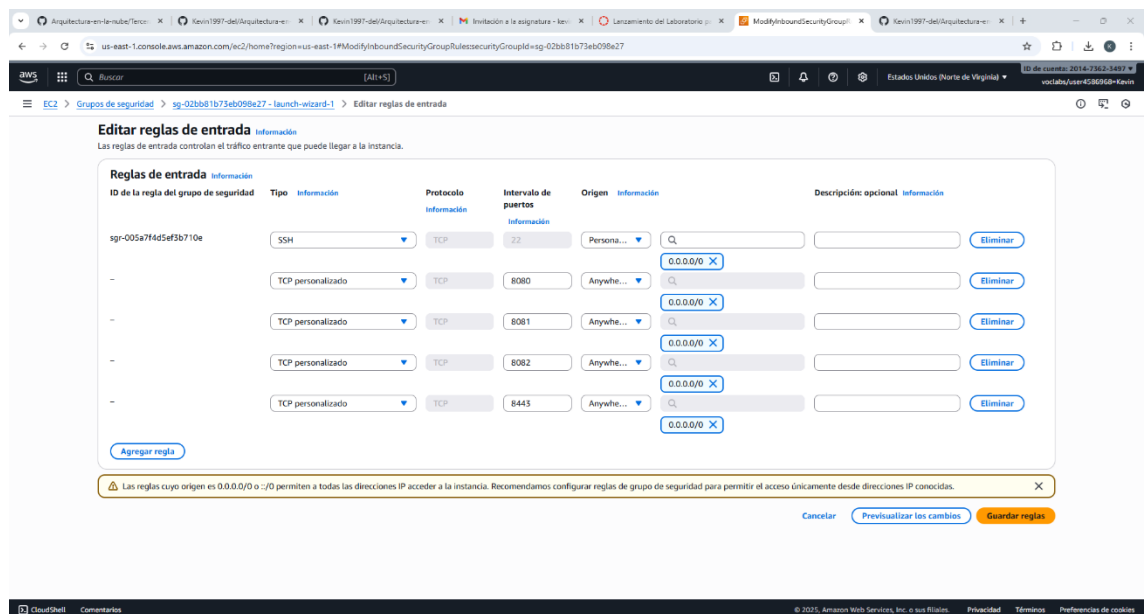 Arquitectura-en-la-nube/Tercer
Kevin1997-del/Arquitectura-en
Kevin1997-del/Arquitectura-en
Invitación a la asignatura - kev
Lanzamiento del Laboratorio p
ModifyInboundSecurityGroupR
Kevin1997-del/Arquitectura-en
us-east-1.console.aws.amazon.com/ec2/home?region=us-east-1#ModifyInboundSecurityGroupRules:securityGroupId=sg-02bb81b73eb098e27
aws
Buscar
[Alt+S]
Estados Unidos (Norte de Virginia)
ID de cuenta: 2014-7362-3497
voclabs/user4586968=Kevin
EC2 > Grupos de seguridad > sg-02bb81b73eb098e27 - launch-wizard-1 > Editar reglas de entrada
Editar reglas de entrada Información
Las reglas de entrada controlan el tráfico entrante que puede llegar a la instancia.
Reglas de entrada Información
ID de la regla del grupo de seguridad
Tipo Información
Protocolo
Información
Intervalo de
puertos
Información
Origen Información
Descripción: opcional Información
sgr-005a7f4d5ef3b710e SSH TCP 22 Persona... Eliminar
0.0.0.0/0
– TCP personalizado TCP 8080 Anywhe... Eliminar
0.0.0.0/0
– TCP personalizado TCP 8081 Anywhe... Eliminar
0.0.0.0/0
– TCP personalizado TCP 8082 Anywhe... Eliminar
0.0.0.0/0
– TCP personalizado TCP 8443 Anywhe... Eliminar
0.0.0.0/0
Agregar regla
Las reglas cuyo origen es 0.0.0.0/0 o ::/0 permiten a todas las direcciones IP acceder a la instancia. Recomendamos configurar reglas de grupo de seguridad para permitir el acceso únicamente desde direcciones IP conocidas.
Cancelar
Previsualizar los cambios
Guardar reglas
CloudShell Comentarios
© 2025, Amazon Web Services, Inc. o sus filiales. Privacidad Términos Preferencias de cookies